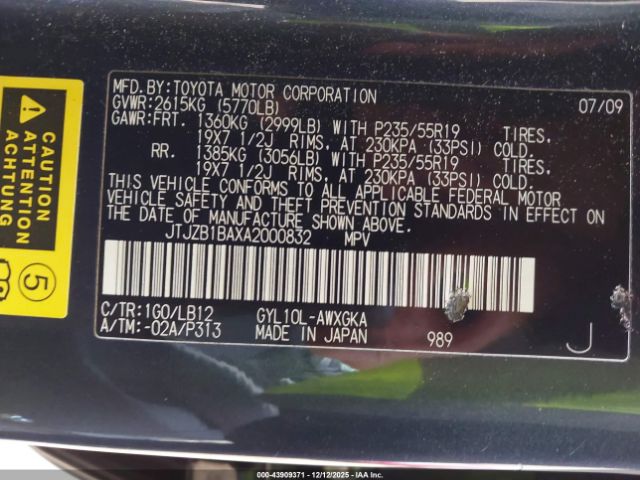 MFD.BY:TOYOTA MOTOR CORPORATION 07/09
GVWR:2615KG (5770LB)
GAWR:FRT. 1360KG (2999LB) WITH P235/55R19 TIRES.
19X7 1/2J RIMS. AT 230KPA (33PSI) COLD.
RR. 1385KG (3056LB) WITH P235/55R19 TIRES.
19X7 1/2J RIMS. AT 230KPA (33PSI) COLD.
THIS VEHICLE CONFORMS TO ALL APPLICABLE FEDERAL MOTOR
VEHICLE SAFETY AND THEFT PREVENTION STANDARDS IN EFFECT ON
THE DATE OF MANUFACTURE SHOWN ABOVE.
JTJZB1BAXA2000832 MPV
C/TR:1G0/LB12 GYL10L-AWXGKA
A/TM:-02A/P313 MADE IN JAPAN 989 J
CAUTION
ATTENTION
5
000-43909371 - 12/12/2025 - IAAI.COM